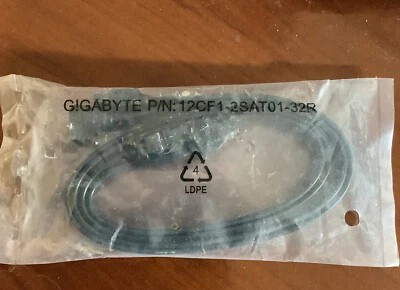 GIGABYTE P/N:12CF1-2SAT01-32R
4
LDPE